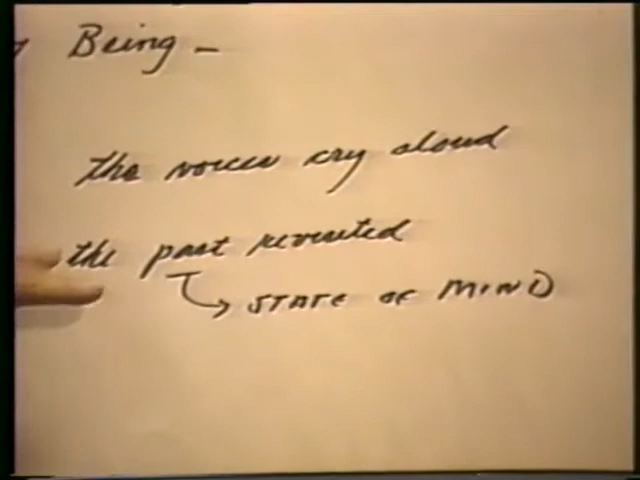 Being —
the voices cry aloud
the past revisited
STATE OF MIND